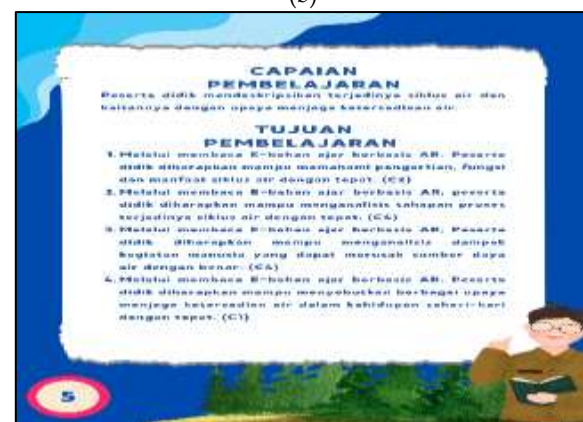 CAPAIAN
PEMBELAJARAN
Peserta didik mendeskripsikan terjadinya siklus air dan
kaitannya dengan upaya menjaga ketersediaan air.
TUJUAN
PEMBELAJARAN
1. Melalui membaca E-bahan ajar berbasis AR, Peserta
didik diharapkan mampu memahami pengertian, fungsi
dan manfaat siklus air dengan tepat. (C2)
2. Melalui membaca E-bahan ajar berbasis AR, peserta
didik diharapkan mampu menganalisis tahapan proses
terjadinya siklus air dengan tepat. (C4)
3. Melalui membaca E-bahan ajar berbasis AR, Peserta
didik diharapkan mampu menganalisis dampak
kegiatan manusia yang dapat merusak sumber daya
air dengan benar. (C4)
4. Melalui membaca E-bahan ajar berbasis AR, Peserta
didik diharapkan mampu menyebutkan berbagai upaya
menjaga ketersedian air dalam kehidupan sehari-hari
dengan tepat. (C1)
5